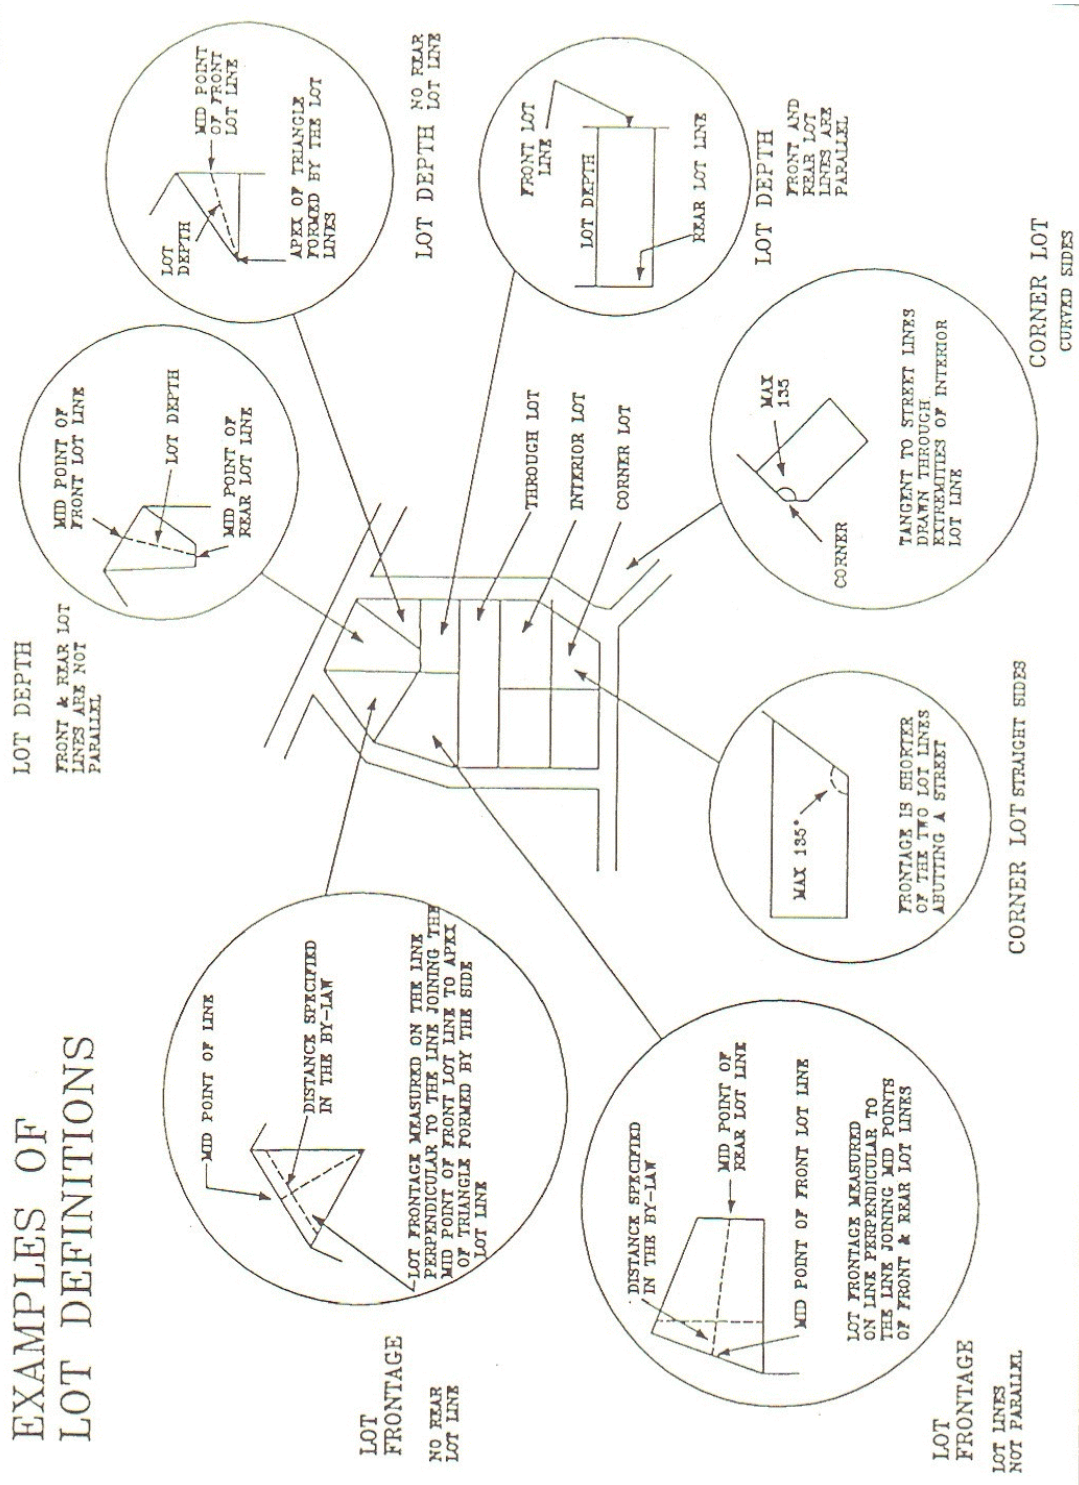 EXAMPLES OF
LOT DEFINITIONS
LOT DEPTH
FRONT & REAR LOT
LINES ARE NOT
PARALLEL
MID POINT OF
FRONT LOT LINE
LOT DEPTH
MID POINT OF
REAR LOT LINE
LOT
DEPTH
MID POINT
OF FRONT
LOT LINE
APEX OF TRIANGLE
FORMED BY THE LOT
LINES
LOT DEPTH
NO REAR
LOT LINE
MID POINT OF LINE
DISTANCE SPECIFIED
IN THE BY-LAW
LOT FRONTAGE MEASURED ON THE LINE
PERPENDICULAR TO THE LINE JOINING THE
MID POINT OF FRONT LOT LINE TO APEX
OF TRIANGLE FORMED BY THE SIDE
LOT LINE
LOT
FRONTAGE
NO REAR
LOT LINE
THROUGH LOT
INTERIOR LOT
CORNER LOT
FRONT LOT
LINE
LOT DEPTH
REAR LOT LINE
LOT DEPTH
FRONT AND
REAR LOT
LINES ARE
PARALLEL
DISTANCE SPECIFIED
IN THE BY-LAW
MID POINT OF
REAR LOT LINE
MID POINT OF FRONT LOT LINE
LOT FRONTAGE MEASURED
ON LINE PERPENDICULAR TO
THE LINE JOINING MID POINTS
OF FRONT & REAR LOT LINES
LOT
FRONTAGE
LOT LINES
NOT PARALLEL
MAX 135°
FRONTAGE IS SHORTER
OF THE TWO LOT LINES
ABUTTING A STREET
CORNER LOT STRAIGHT SIDES
MAX
135
CORNER
TANGENT TO STREET LINES
DRAWN THROUGH
EXTREMITIES OF INTERIOR
LOT LINE
CORNER LOT
CURVED SIDES